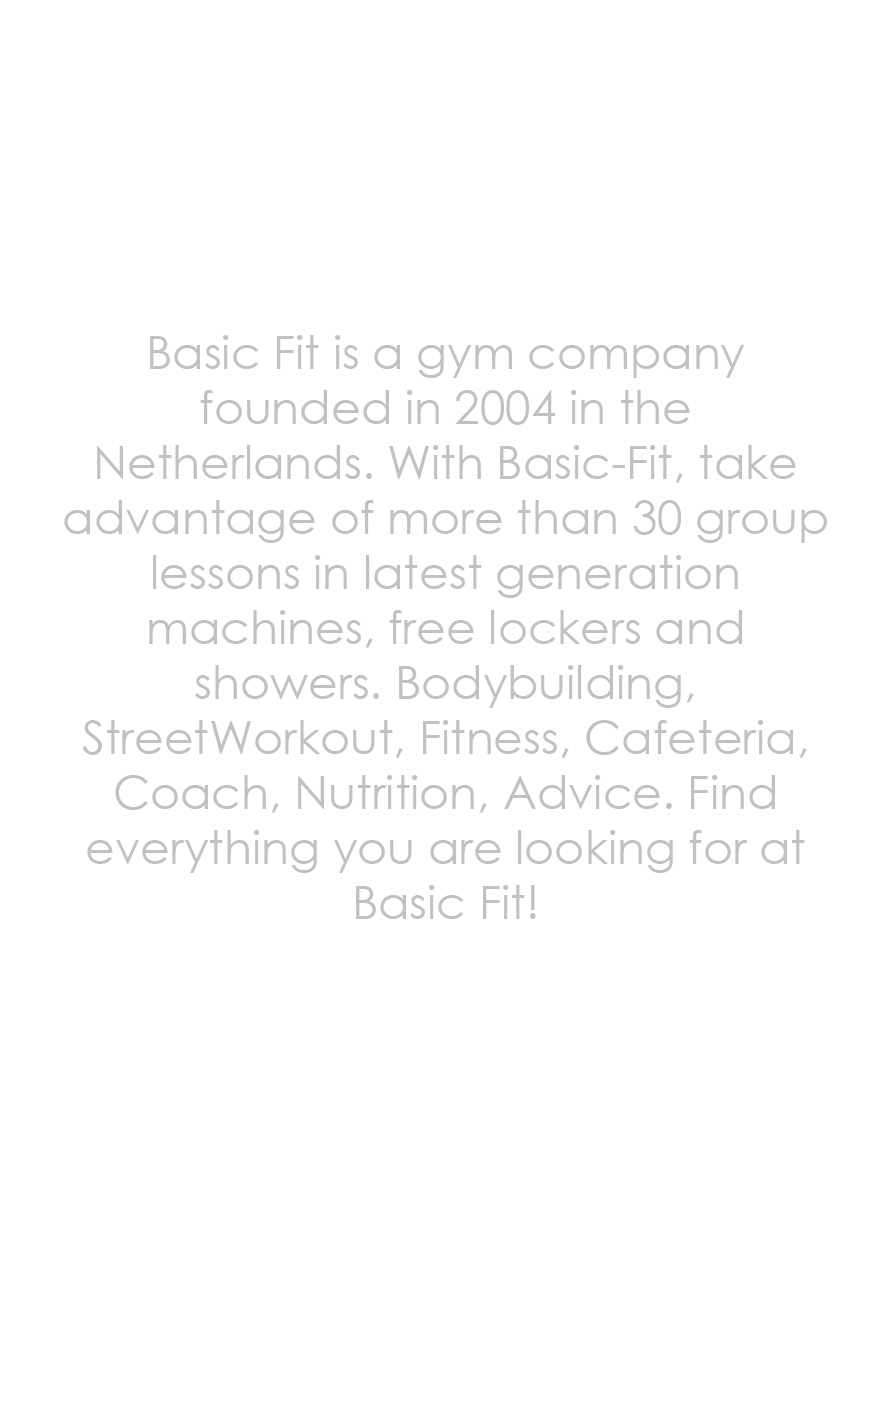 Basic Fit is a gym company
founded in 2004 in the
Netherlands. With Basic-Fit, take
advantage of more than 30 group
lessons in latest generation
machines, free lockers and
showers. Bodybuilding,
StreetWorkout, Fitness, Cafeteria,
Coach, Nutrition, Advice. Find
everything you are looking for at
Basic Fit!